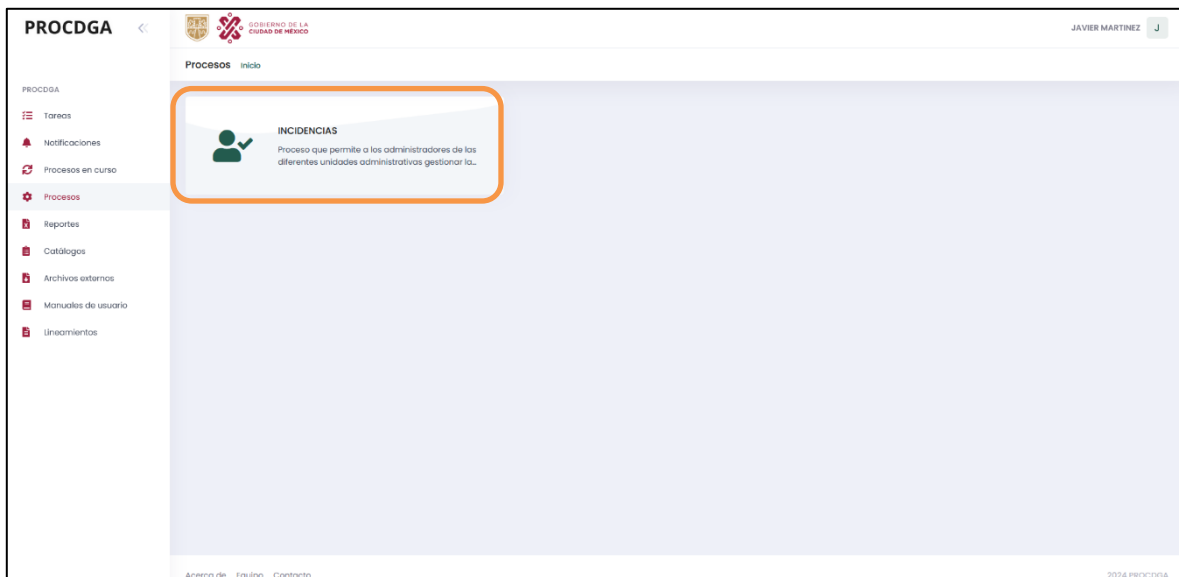 PROCDGA
GOBIERNO DE LA
CIUDAD DE MÉXICO
JAVIER MARTINEZ J
Procesos Inicio
PROCDGA
Tareas
Notificaciones
Procesos en curso
Procesos
Reportes
Catálogos
Archivos externos
Manuales de usuario
Lineamientos
INCIDENCIAS
Proceso que permite a los administradores de las
diferentes unidades administrativas gestionar la...
Acerca de Equipo Contacto
2024 PROCDGA